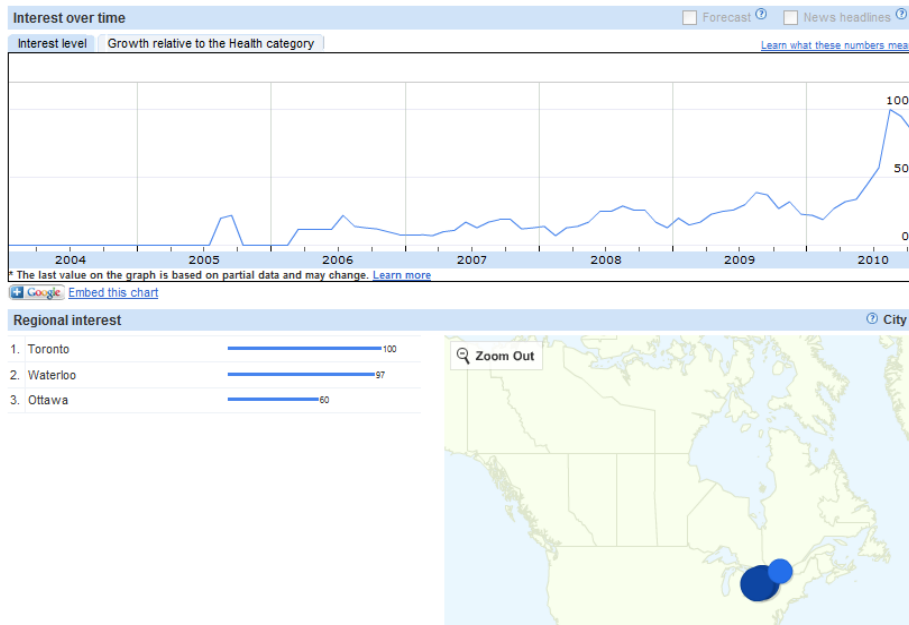 Interest over time
Forecast ? News headlines ?
Interest level Growth relative to the Health category
Learn what these numbers mea
100
50
0
2004 2005 2006 2007 2008 2009 2010
* The last value on the graph is based on partial data and may change. Learn more
+ Google Embed this chart
Regional interest
? City
1. Toronto 100
2. Waterloo 97
3. Ottawa 60
Zoom Out